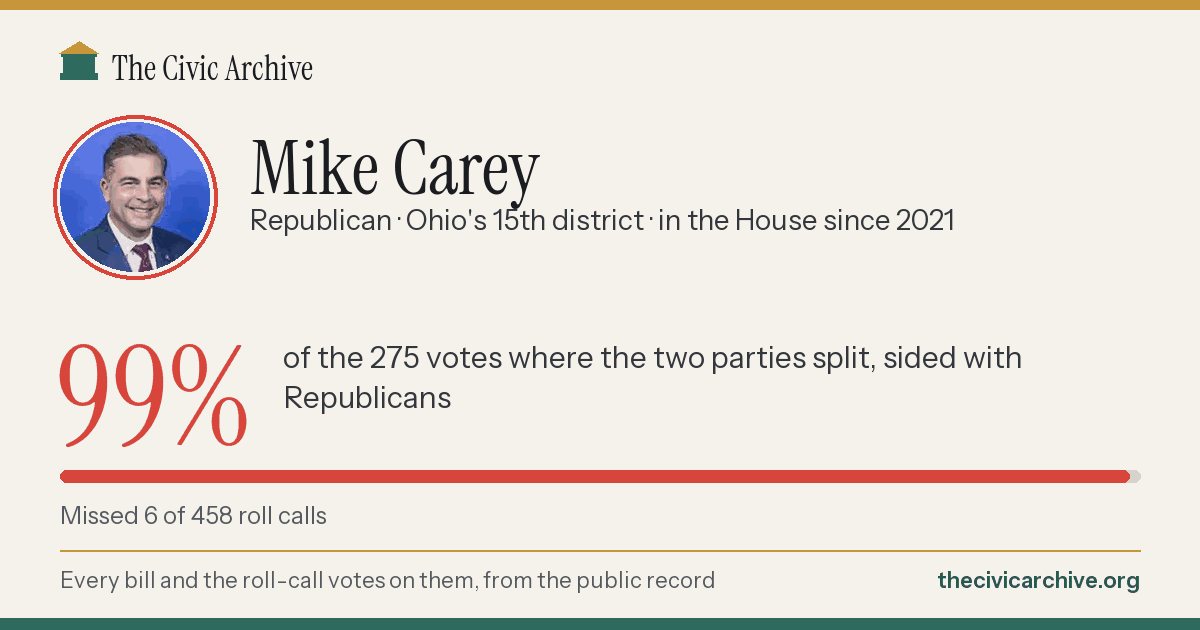 The Civic Archive
Mike Carey
Republican · Ohio's 15th district · in the House since 2021
99%
of the 275 votes where the two parties split, sided with
Republicans
Missed 6 of 458 roll calls
Every bill and the roll-call votes on them, from the public record
thecivicarchive.org